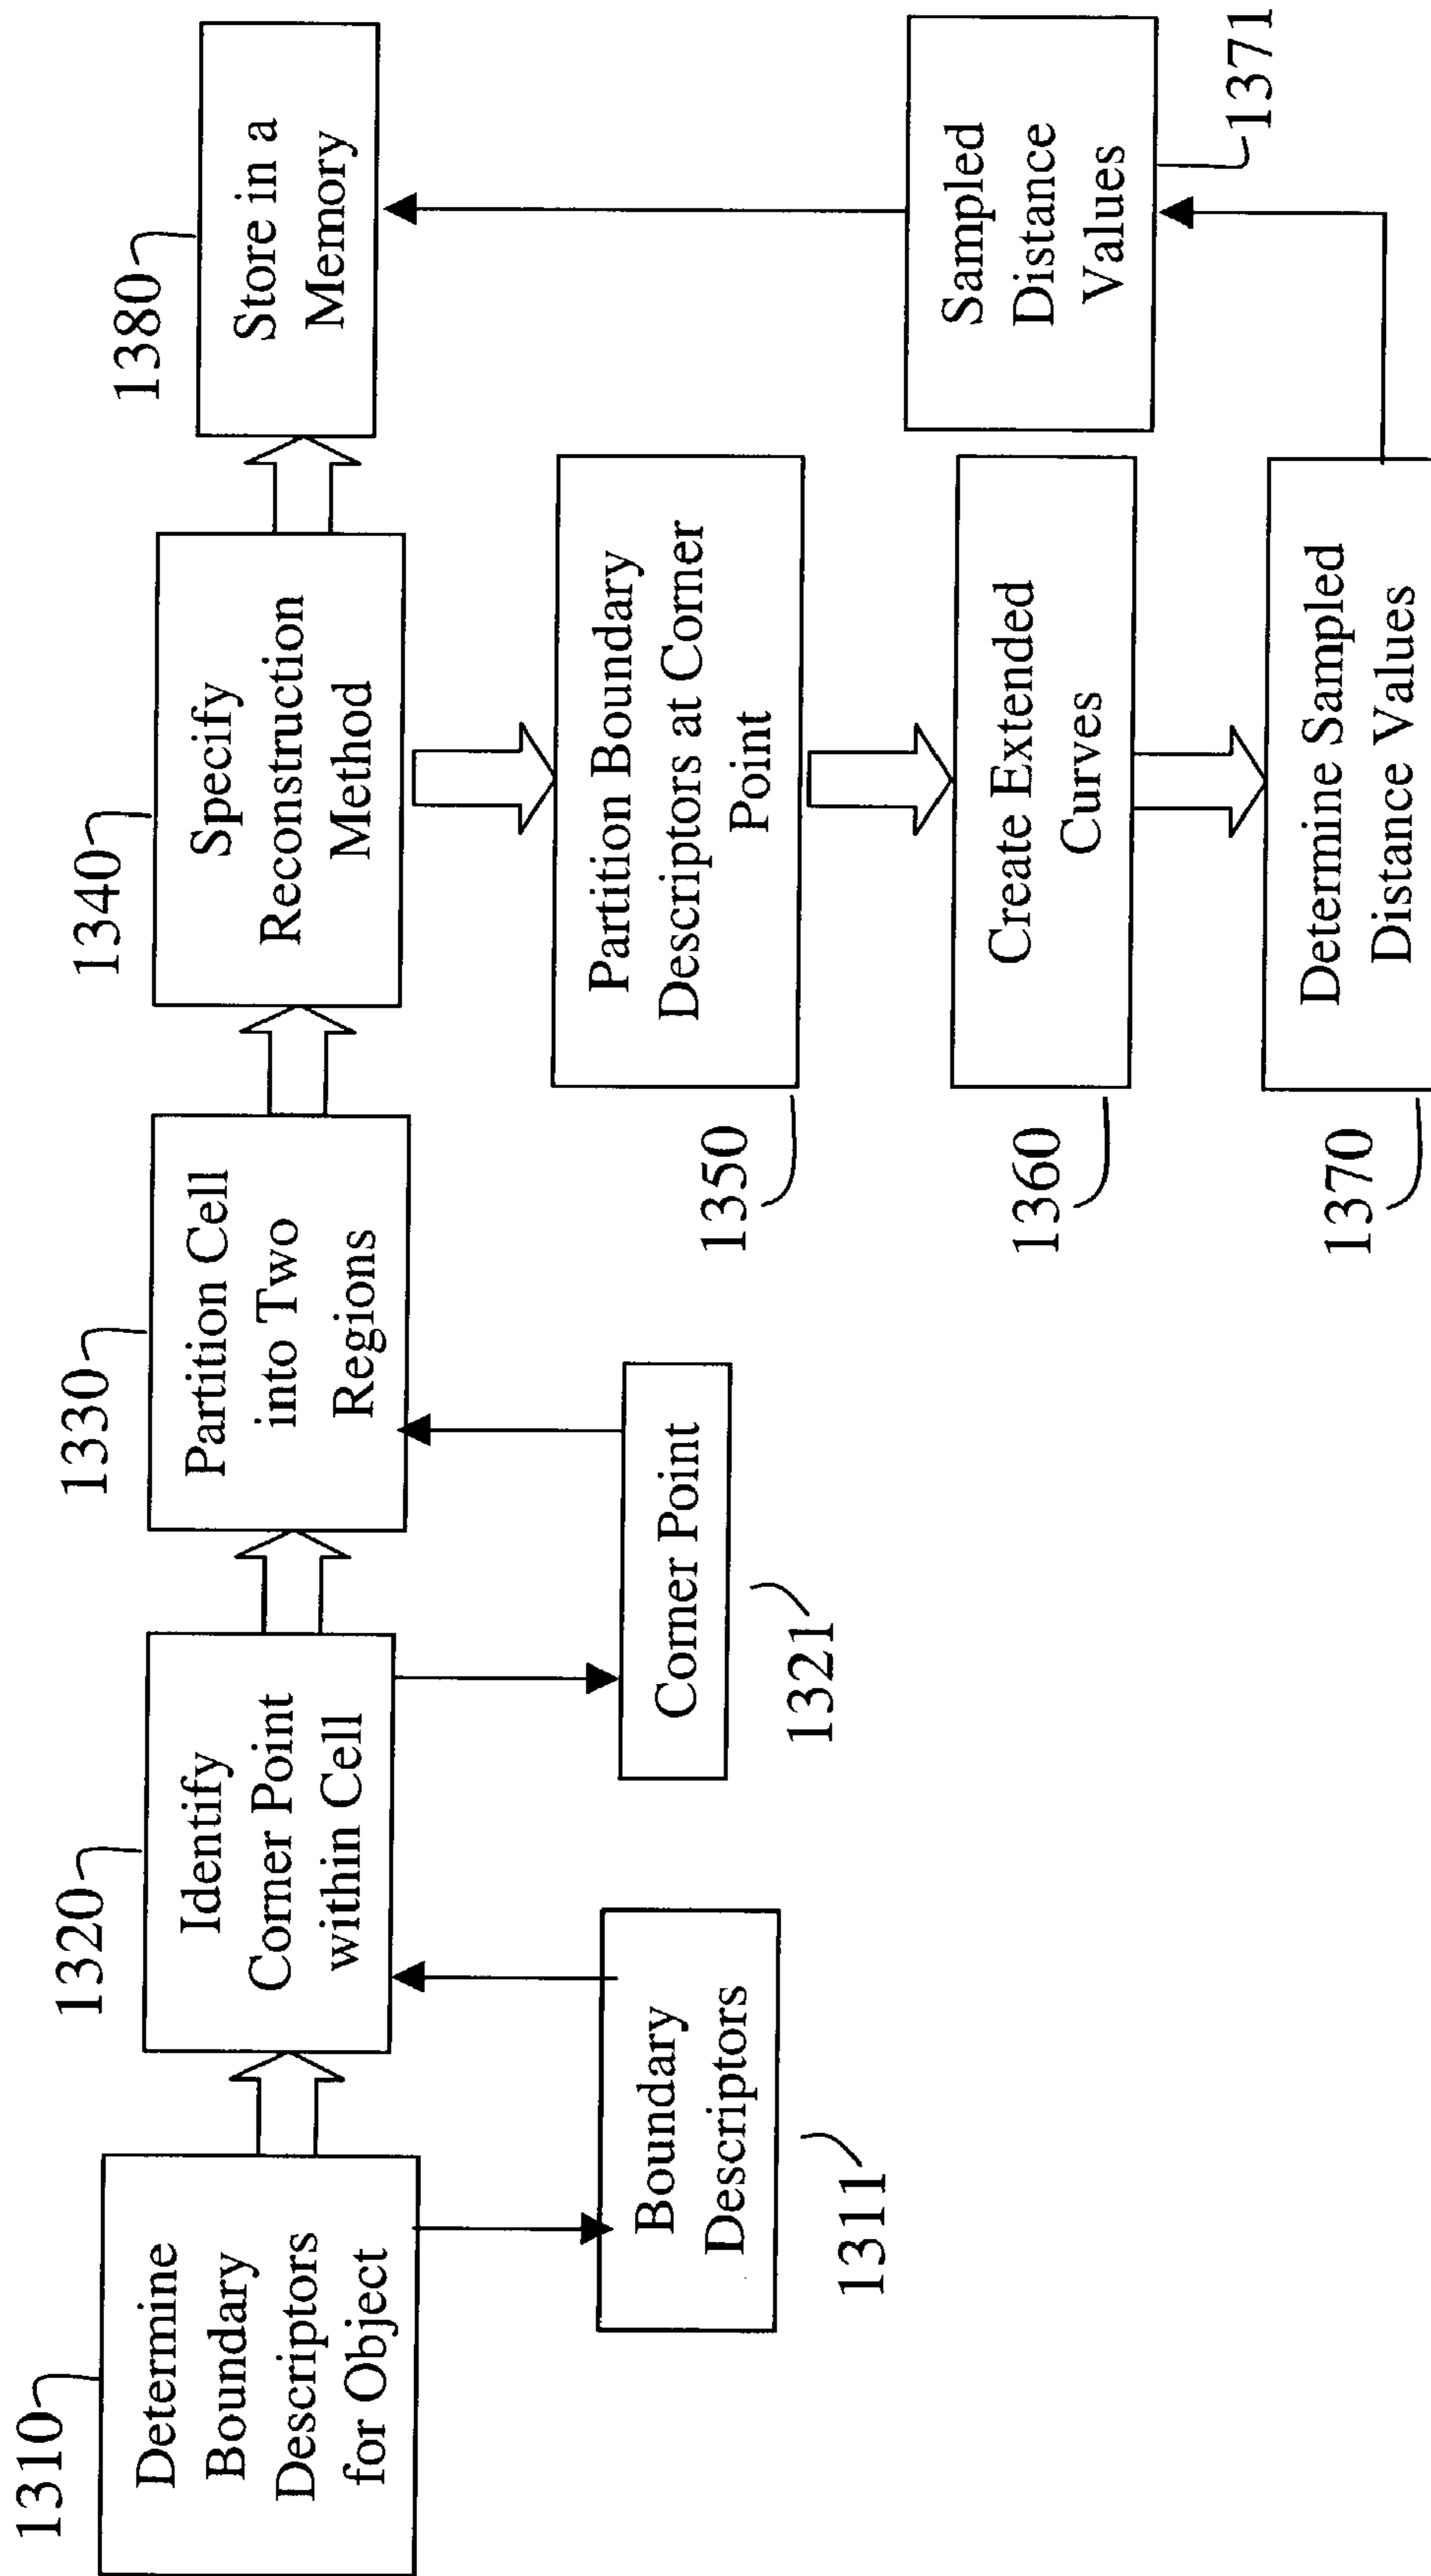 1310
Determine
Boundary
Descriptors
for Object
1320
Identify
Corner Point
within Cell
1330
Partition Cell
into Two
Regions
1340
Specify
Reconstruction
Method
1380
Store in a
Memory
Boundary
Descriptors
1311
Corner Point
1321
Partition Boundary
Descriptors at Corner
Point
1350
Create Extended
Curves
1360
Determine Sampled
Distance Values
1370
Sampled
Distance
Values
1371